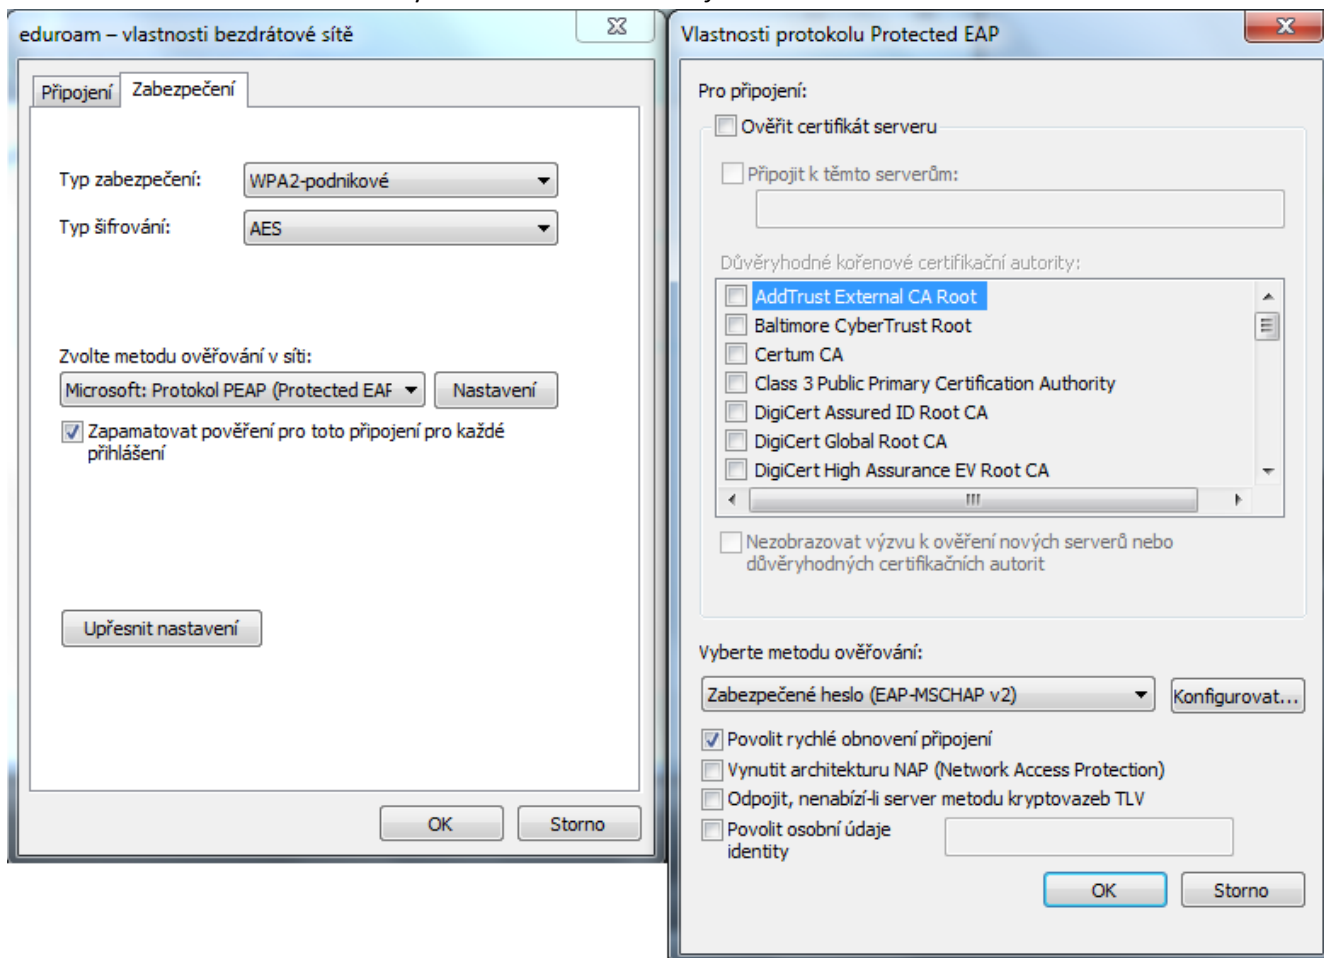 eduroam – vlastnosti bezdrátové sítě
Připojení
Zabezpečení
Typ zabezpečení:
WPA2-podnikové
Typ šifrování:
AES
Zvolte metodu ověřování v síti:
Microsoft: Protokol PEAP (Protected EAP
Nastavení
Zapamatovat pověření pro toto připojení pro každé
přihlášení
Upřesnit nastavení
OK
Storno
Vlastnosti protokolu Protected EAP
Pro připojení:
Ověřit certifikát serveru
Připojit k těmto serverům:
Důvěryhodné kořenové certifikační autority:
AddTrust External CA Root
Baltimore CyberTrust Root
Certum CA
Class 3 Public Primary Certification Authority
DigiCert Assured ID Root CA
DigiCert Global Root CA
DigiCert High Assurance EV Root CA
Nezobrazovat výzvu k ověření nových serverů nebo
důvěryhodných certifikačních autorit
Vyberte metodu ověřování:
Zabezpečené heslo (EAP-MSCHAP v2)
Konfigurovat...
Povolit rychlé obnovení připojení
Vynutit architekturu NAP (Network Access Protection)
Odpojit, nenabízí-li server metodu kryptovazeb TLV
Povolit osobní údaje
identity
OK
Storno